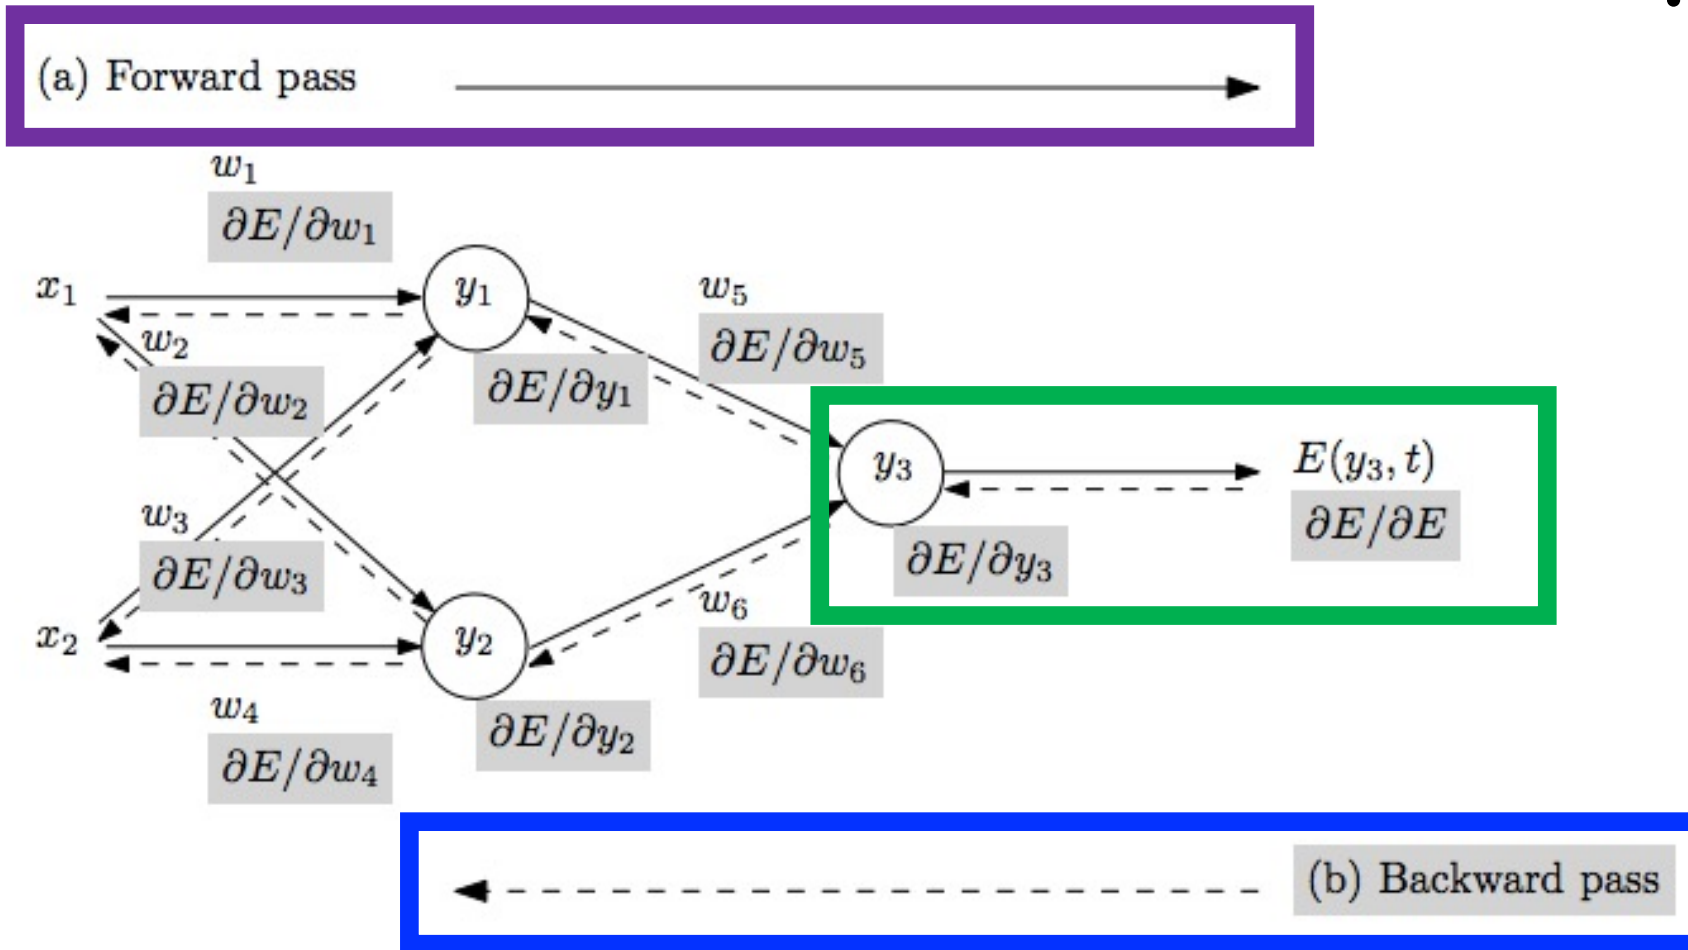 (a) Forward pass
w₁
∂E/∂w₁
x₁
y₁
w₅
∂E/∂w₅
w₂
∂E/∂w₂
∂E/∂y₁
y₃
E(y₃, t)
∂E/∂E
∂E/∂y₃
w₃
∂E/∂w₃
x₂
y₂
w₆
∂E/∂w₆
w₄
∂E/∂w₄
∂E/∂y₂
(b) Backward pass